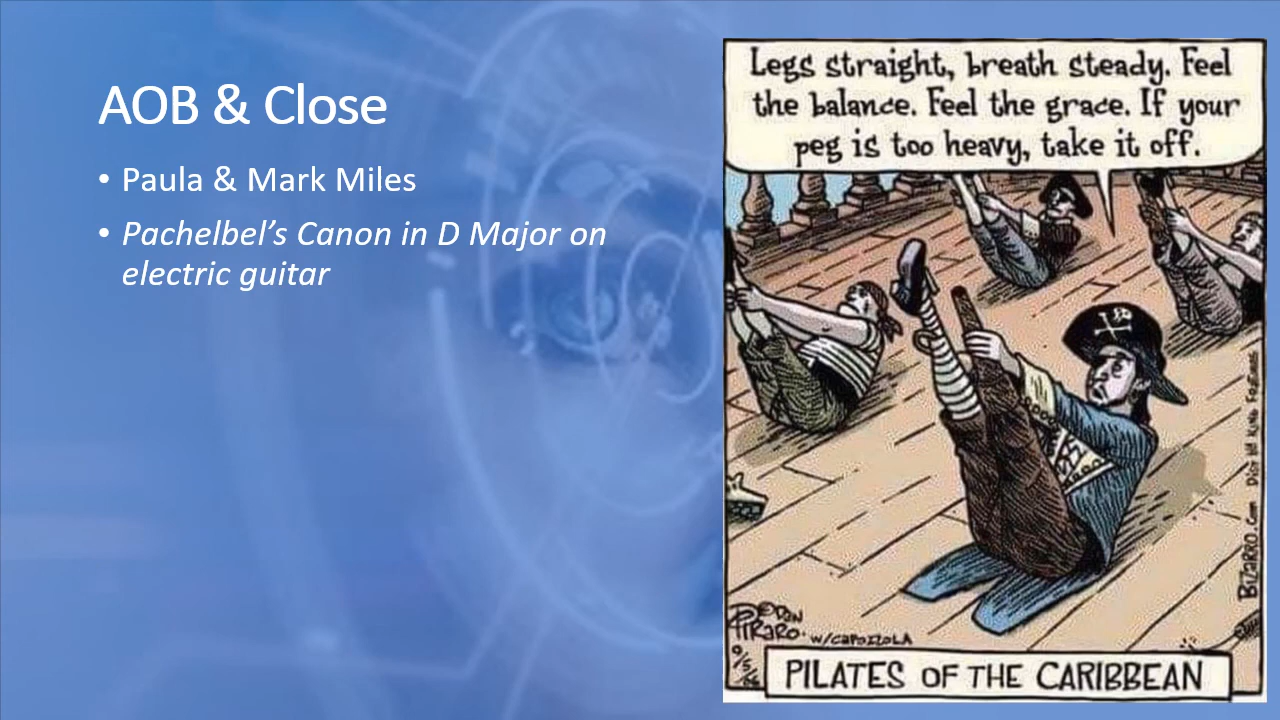 AOB & Close
• Paula & Mark Miles
• Pachelbel’s Canon in D Major on
electric guitar
Legs straight, breath steady. Feel
the balance. Feel the grace. If your
peg is too heavy, take it off.
BIZARRO.com Dist by King Features
©Dan
Piraro. w/capozzola
PILATES OF THE CARIBBEAN